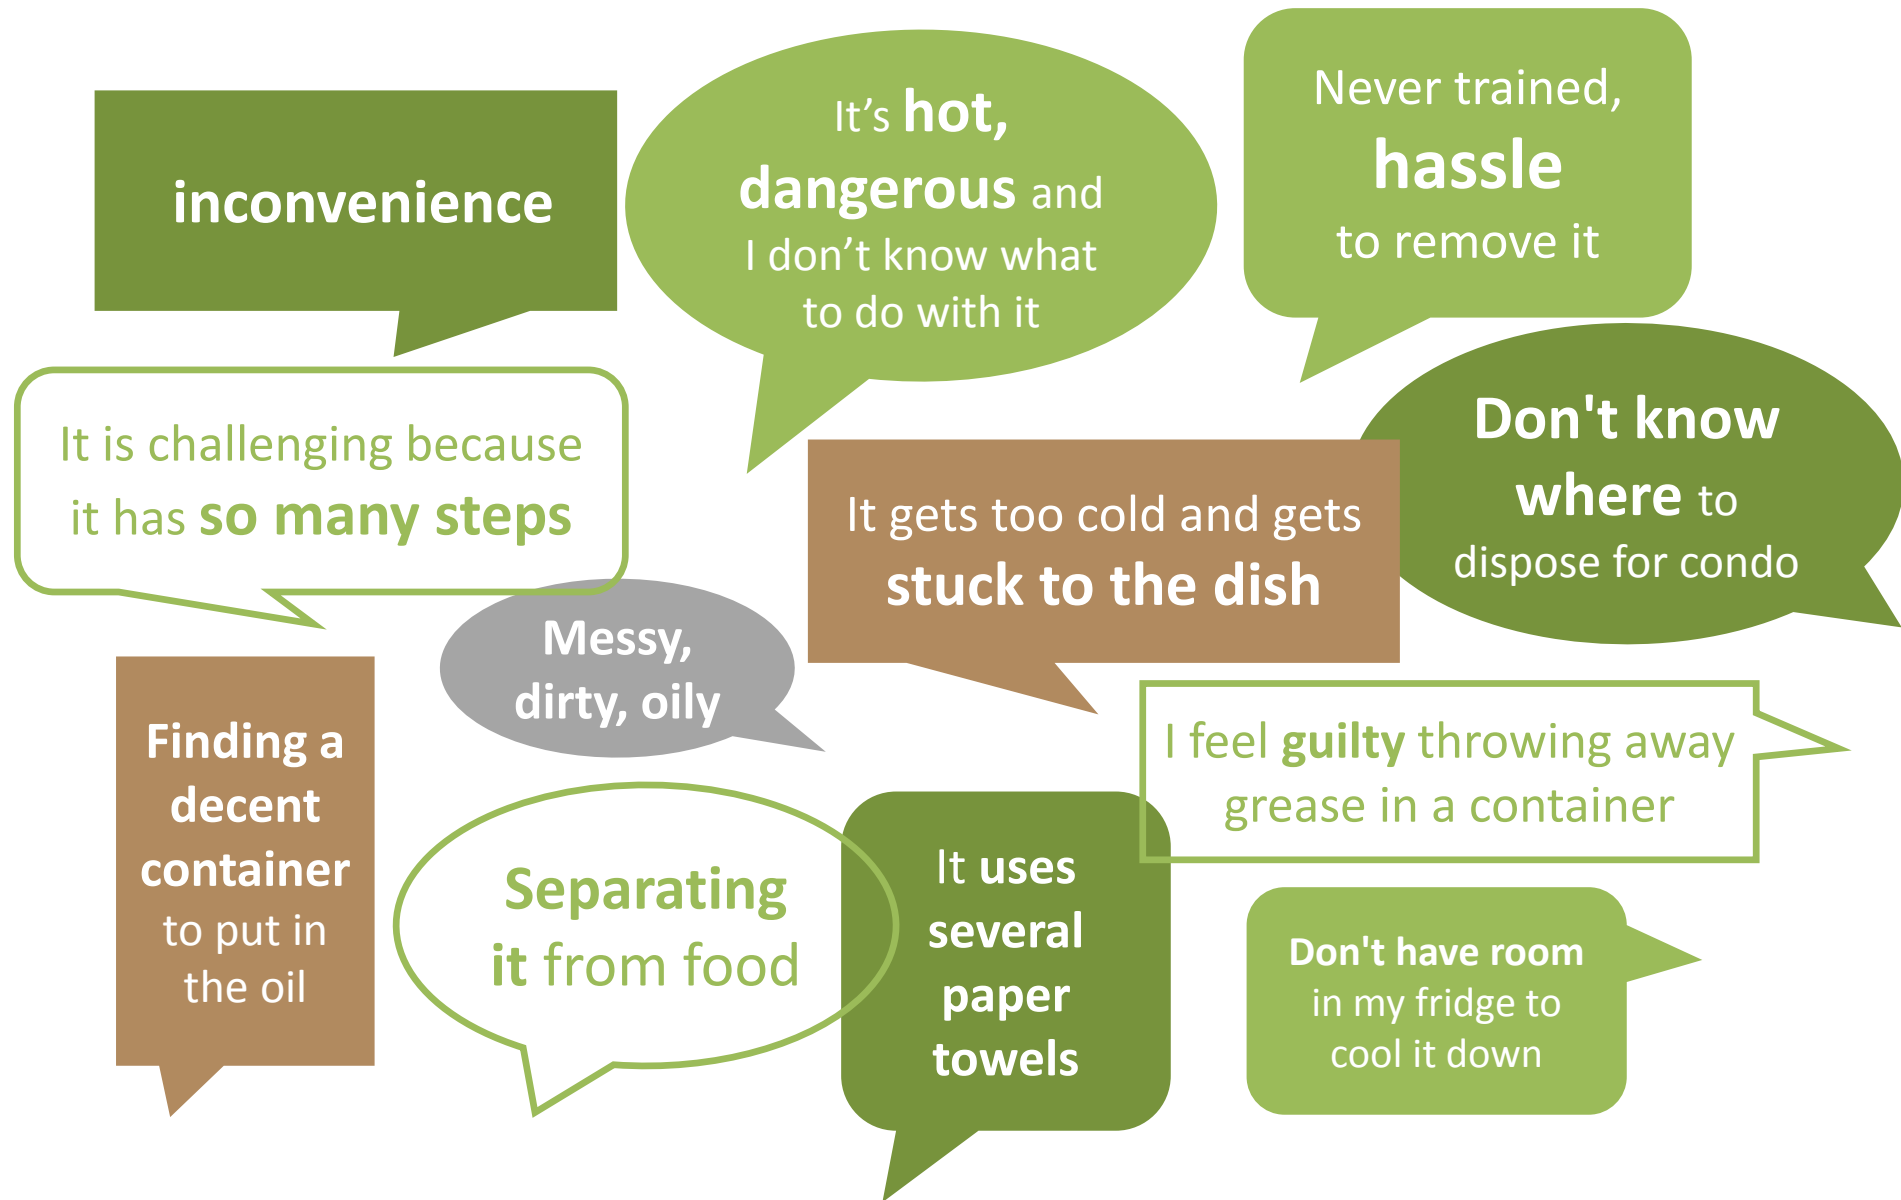 inconvenience
It’s hot,
dangerous and
I don’t know what
to do with it
Never trained,
hassle
to remove it
It is challenging because
it has so many steps
It gets too cold and gets
stuck to the dish
Don't know
where to
dispose for condo
Messy,
dirty, oily
Finding a
decent
container
to put in
the oil
Separating
it from food
It uses
several
paper
towels
I feel guilty throwing away
grease in a container
Don't have room
in my fridge to
cool it down